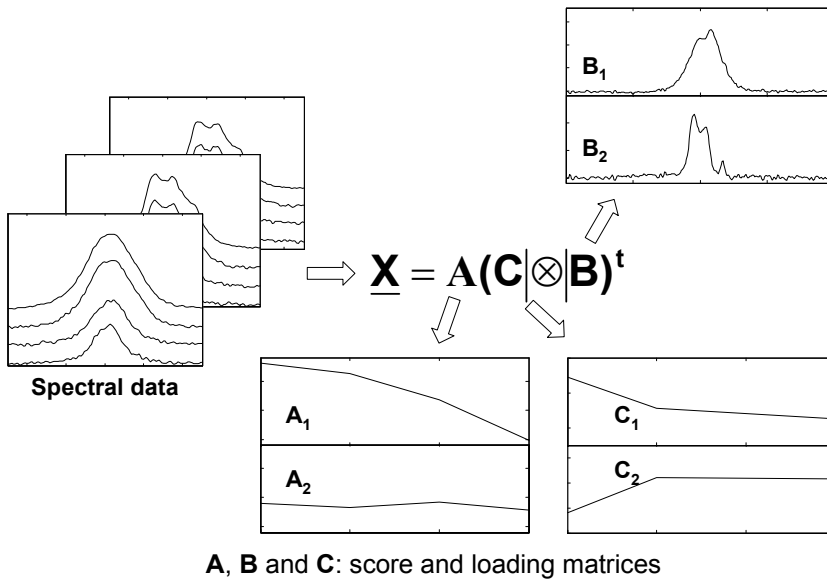 B₁
B₂
X = A(C|⊗|B)ᵗ
Spectral data
A₁
A₂
C₁
C₂
A, B and C: score and loading matrices